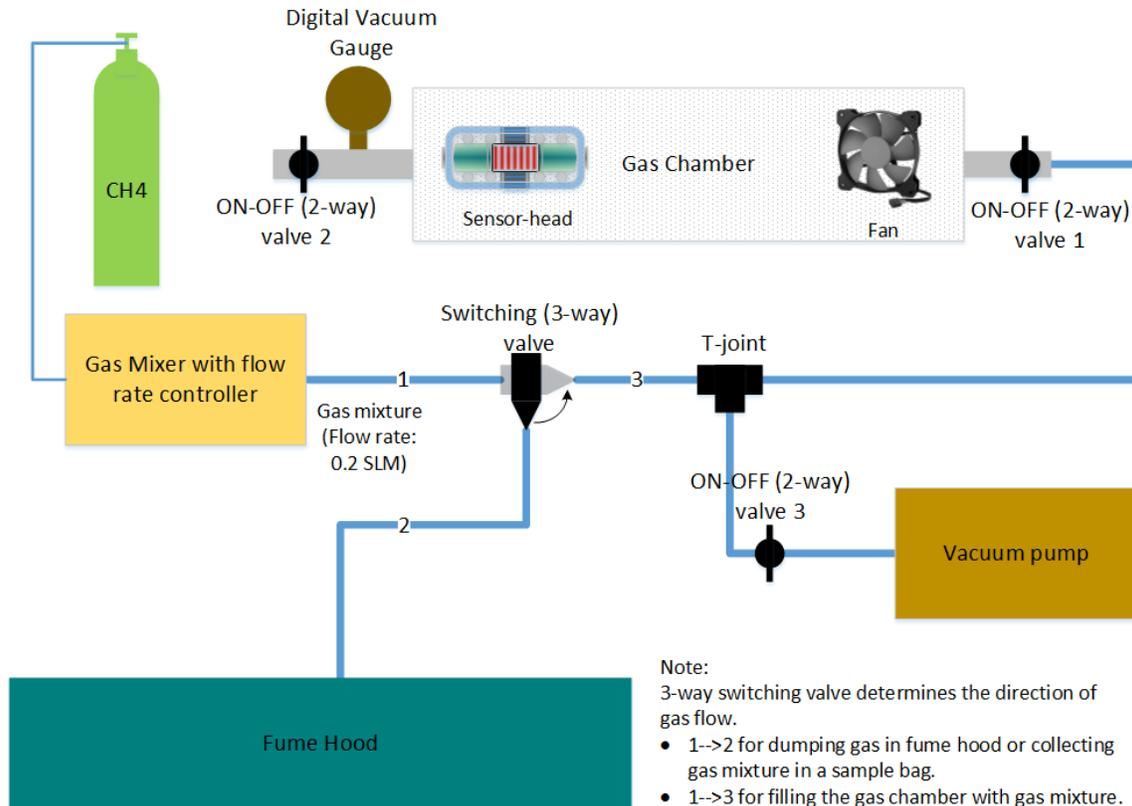 Digital Vacuum
Gauge
CH4
ON-OFF (2-way)
valve 2
Sensor-head
Gas Chamber
Fan
ON-OFF (2-way)
valve 1
Gas Mixer with flow
rate controller
1
Gas mixture
(Flow rate:
0.2 SLM)
Switching (3-way)
valve
3
T-joint
2
ON-OFF (2-way)
valve 3
Vacuum pump
Fume Hood
Note:
3-way switching valve determines the direction of
gas flow.
• 1-->2 for dumping gas in fume hood or collecting
gas mixture in a sample bag.
• 1-->3 for filling the gas chamber with gas mixture.